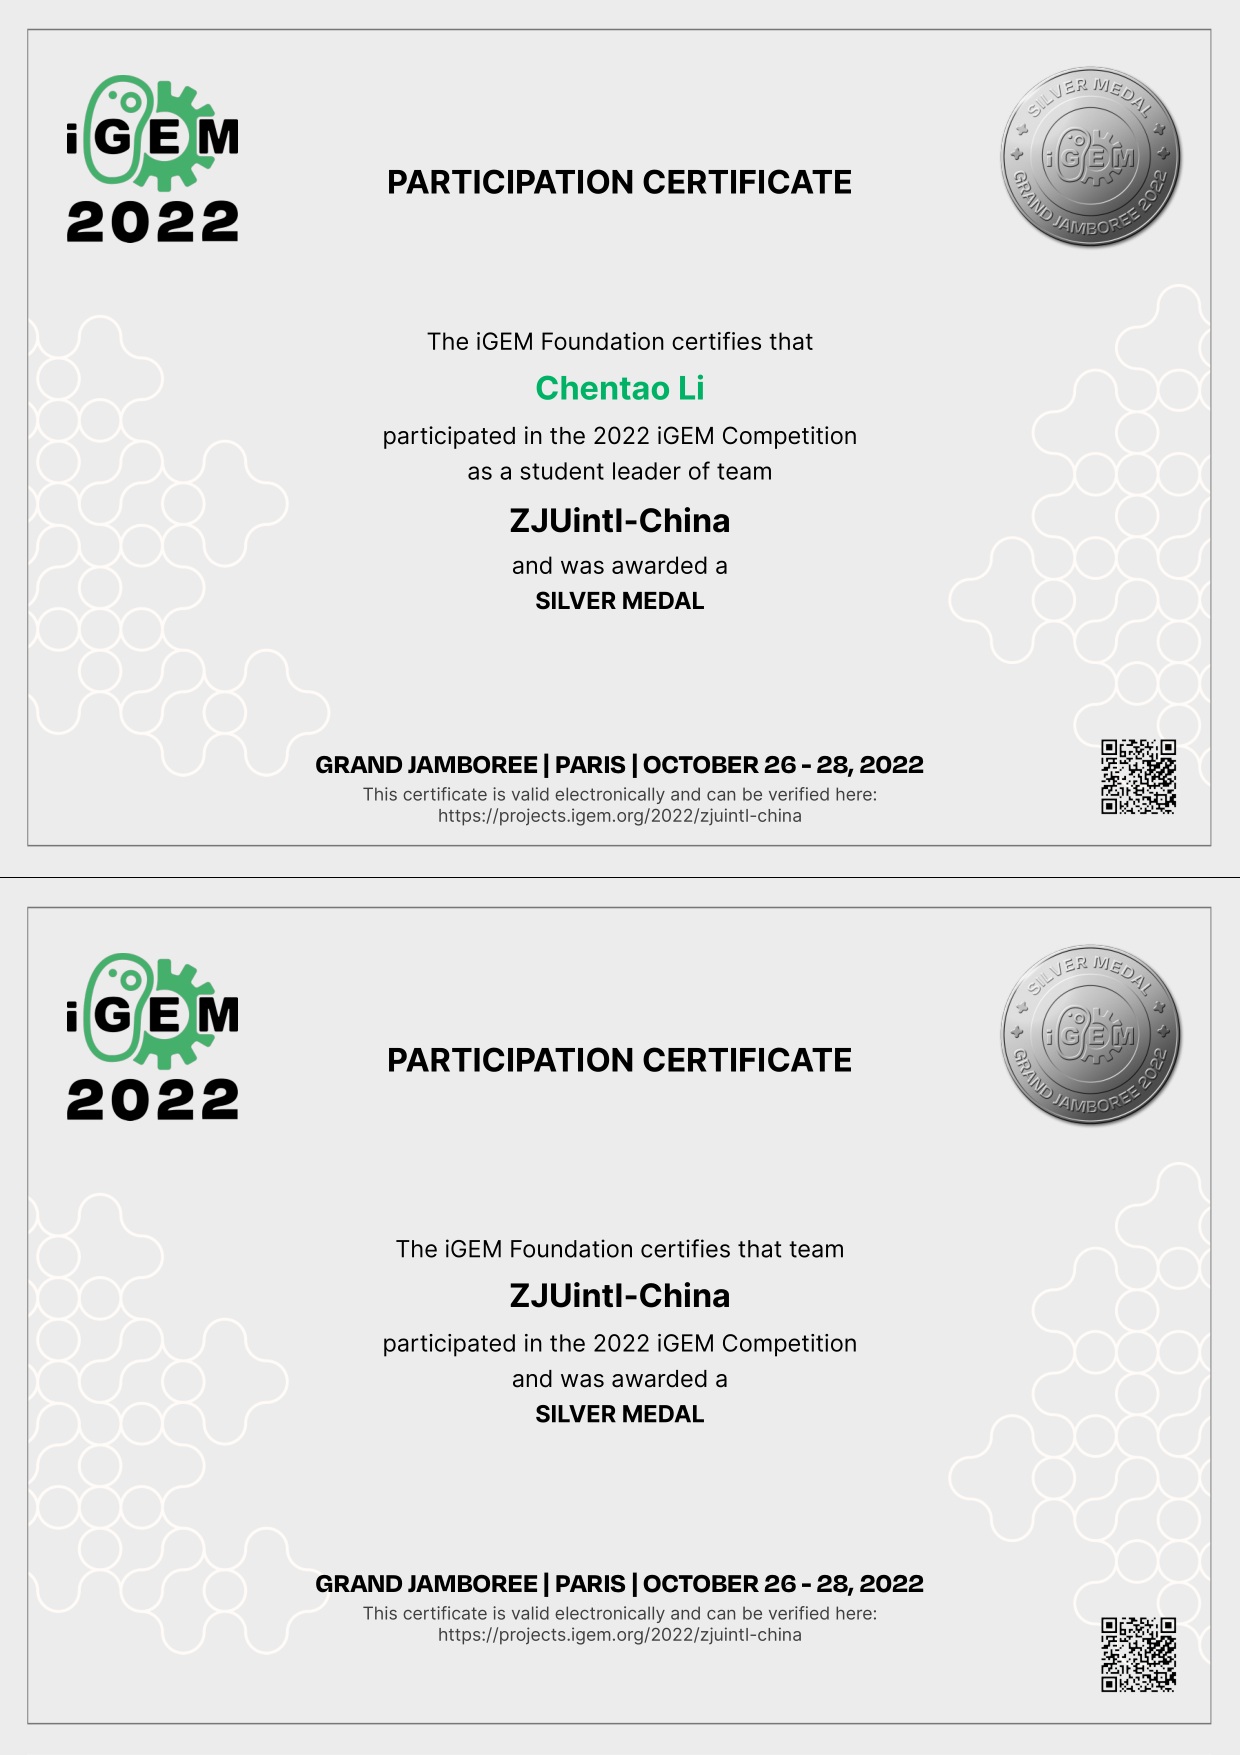 iGEM
2022
SILVER MEDAL
iGEM
GRAND JAMBOREE 2022
PARTICIPATION CERTIFICATE
The iGEM Foundation certifies that
Chentao Li
participated in the 2022 iGEM Competition
as a student leader of team
ZJUintl-China
and was awarded a
SILVER MEDAL
GRAND JAMBOREE | PARIS | OCTOBER 26 - 28, 2022
This certificate is valid electronically and can be verified here:
https://projects.igem.org/2022/zjuintl-china
iGEM
2022
SILVER MEDAL
iGEM
GRAND JAMBOREE 2022
PARTICIPATION CERTIFICATE
The iGEM Foundation certifies that team
ZJUintl-China
participated in the 2022 iGEM Competition
and was awarded a
SILVER MEDAL
GRAND JAMBOREE | PARIS | OCTOBER 26 - 28, 2022
This certificate is valid electronically and can be verified here:
https://projects.igem.org/2022/zjuintl-china